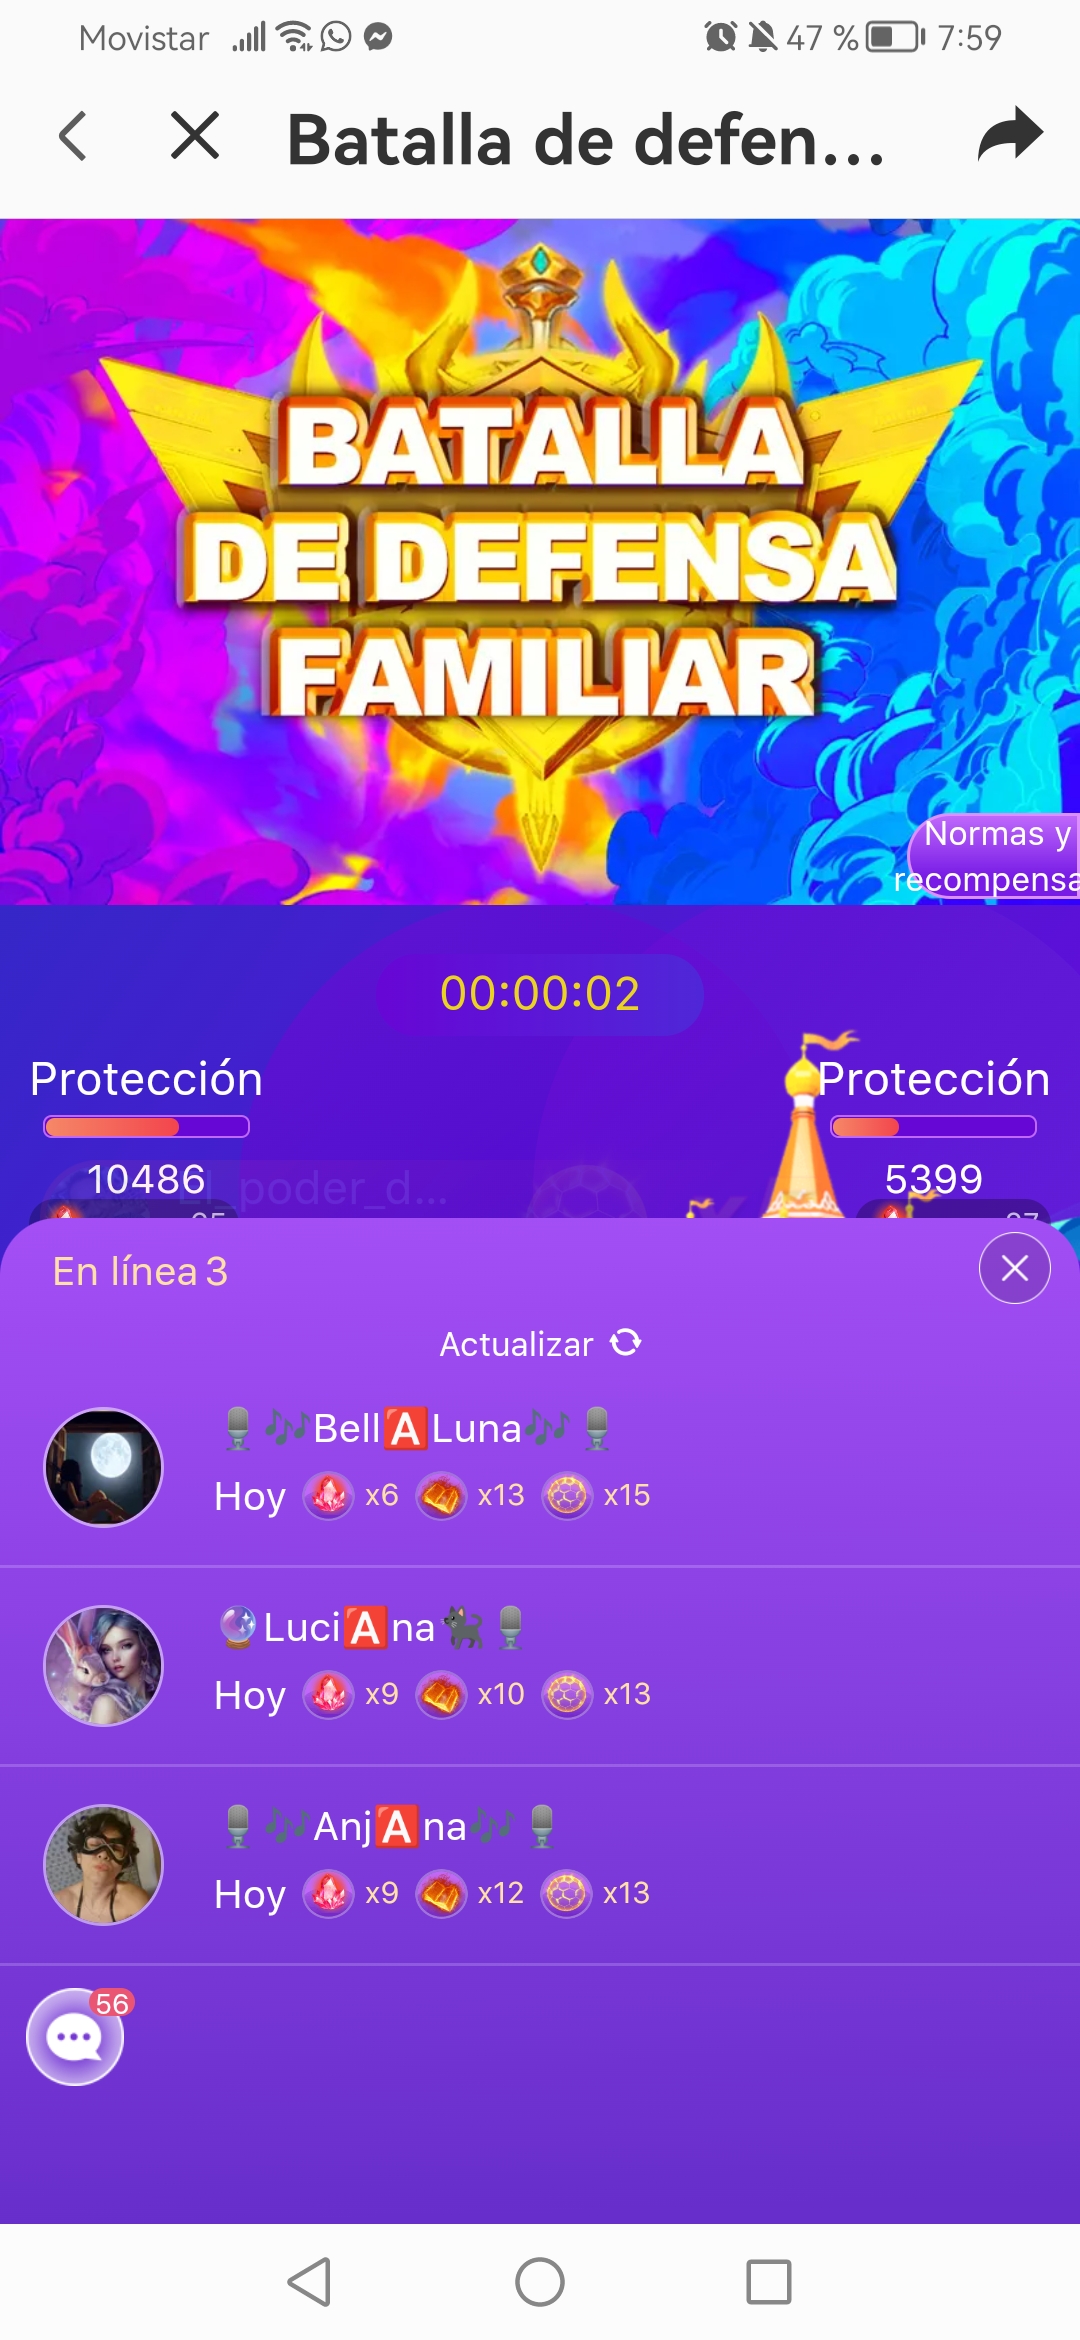 Movistar 47 % 7:59
Batalla de defen...
BATALLA
DE DEFENSA
FAMILIAR
Normas y
recompensa
00:00:02
Protección Protección
10486 5399
_poder_d...
En línea 3
Actualizar
🎙️🎶Bell🅰️Luna🎶🎙️
Hoy x6 x13 x15
🔮Luci🅰️na🐈‍⬛🎙️
Hoy x9 x10 x13
🎙️🎶Anj🅰️na🎶🎙️
Hoy x9 x12 x13
56